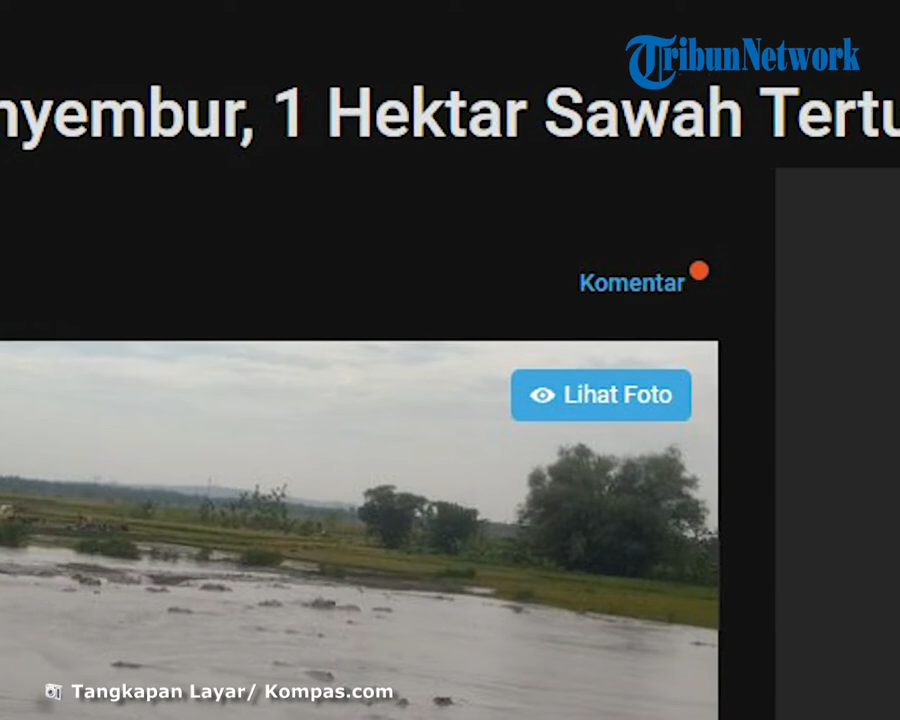 TribunNetwork
nyembur, 1 Hektar Sawah Tertu
Komentar
Lihat Foto
Tangkapan Layar/ Kompas.com